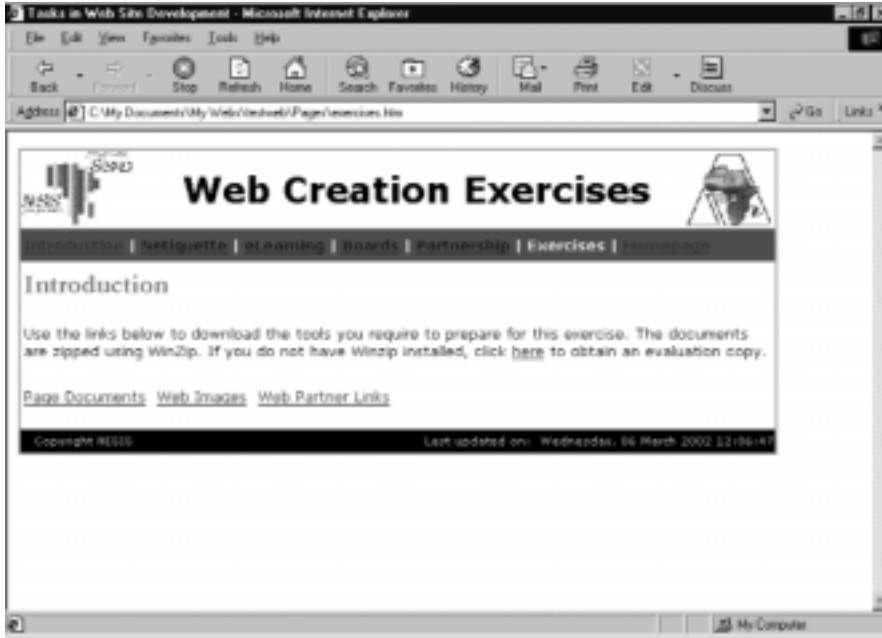 Tasks in Web Site Development - Microsoft Internet Explorer
File Edit View Favorites Tools Help
Back Forward Stop Refresh Home Search Favorites History Mail Print Edit Discuss
Address C:\My Documents\My Webs\testweb\Pages\exercises.htm Go Links
Web Creation Exercises
Introduction | Netiquette | eLearning | Boards | Partnership | Exercises | Homepage
Introduction
Use the links below to download the tools you require to prepare for this exercise. The documents
are zipped using WinZip. If you do not have Winzip installed, click here to obtain an evaluation copy.
Page Documents Web Images Web Partner Links
Copyright NESIS Last updated on: Wednesday, 06 March 2002 12:06:47
My Computer